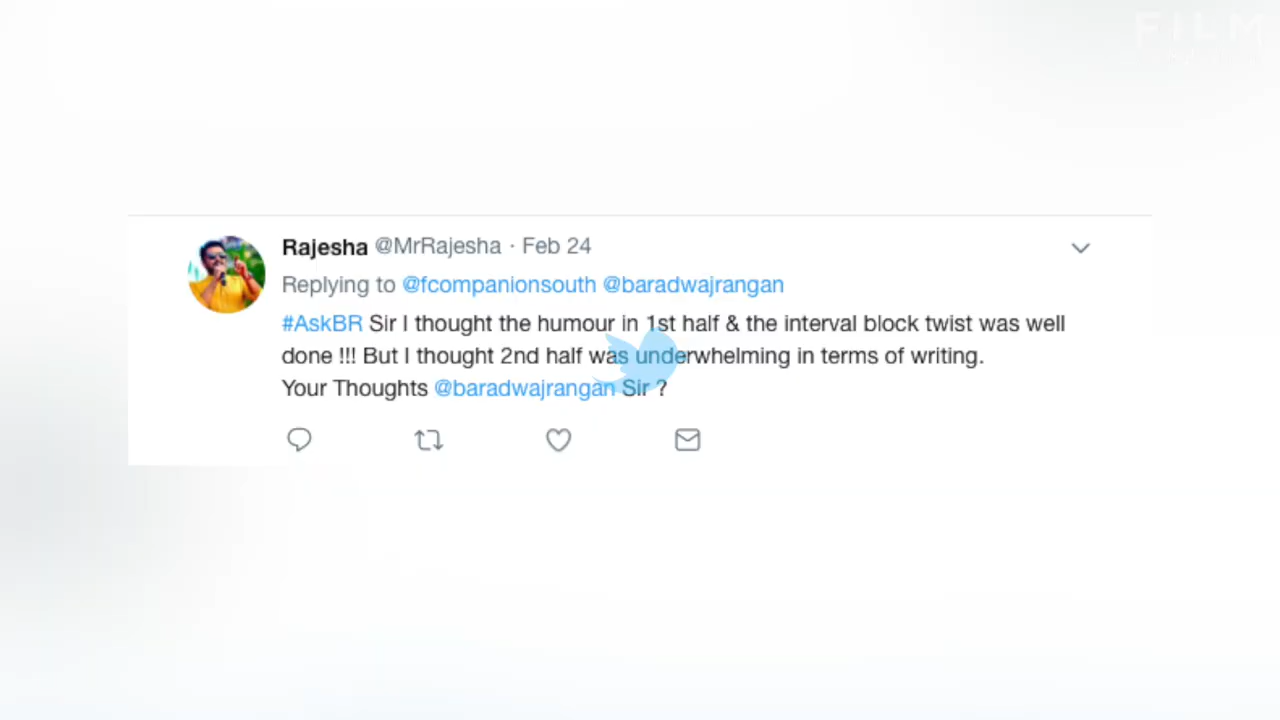 FILM
Rajesha @MrRajesha · Feb 24
Replying to @fcompanionsouth @baradwajrangan
#AskBR Sir I thought the humour in 1st half & the interval block twist was well
done !!! But I thought 2nd half was underwhelming in terms of writing.
Your Thoughts @baradwajrangan Sir ?